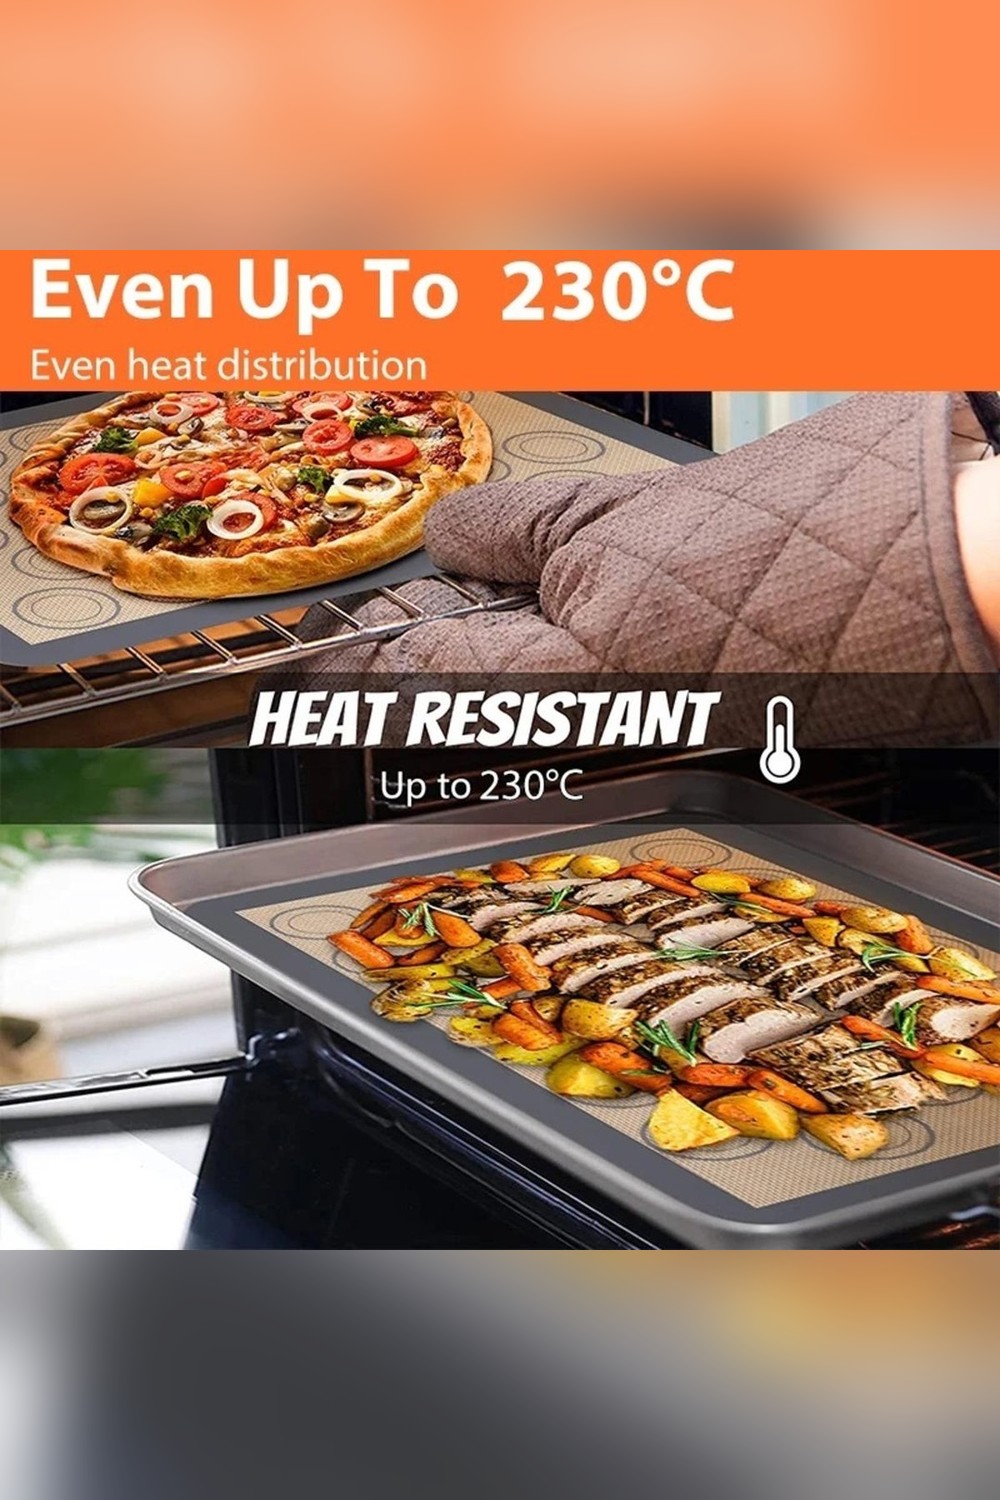 Even Up To 230°C
Even heat distribution
HEAT RESISTANT
Up to 230°C